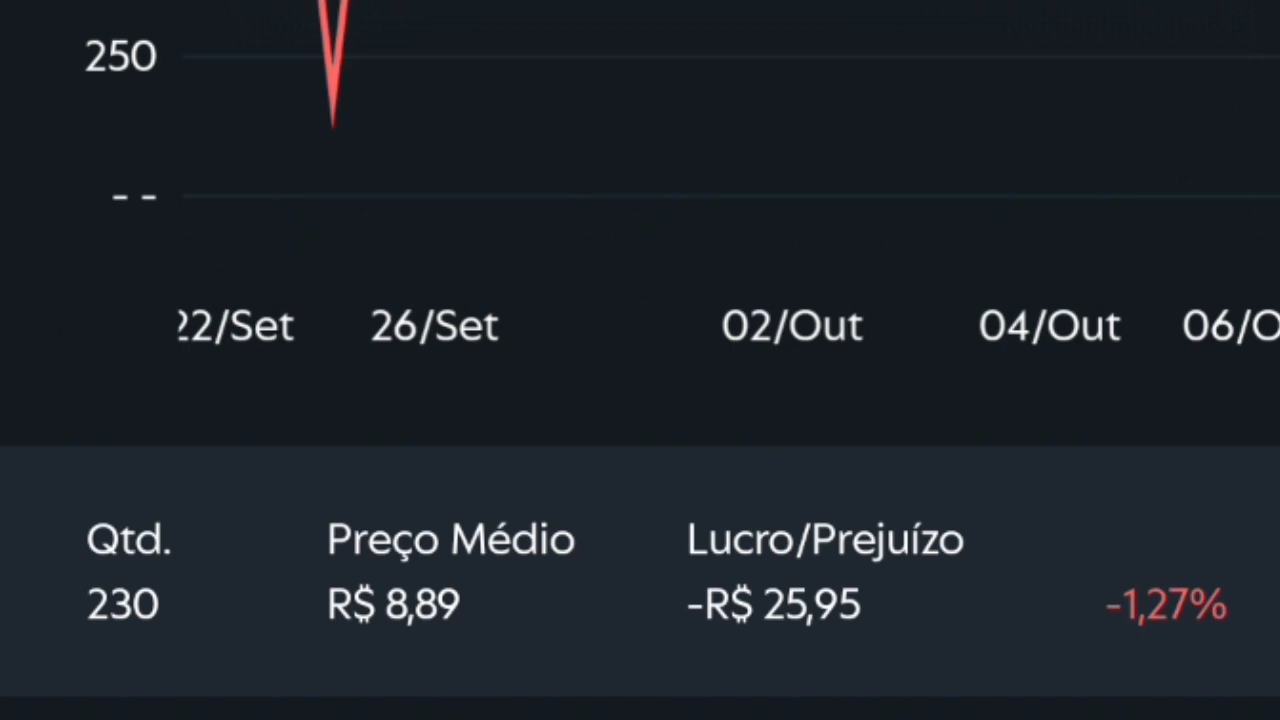 250
- -
22/Set 26/Set 02/Out 04/Out 06/O
Qtd. Preço Médio Lucro/Prejuízo
230 R$ 8,89 -R$ 25,95 -1,27%